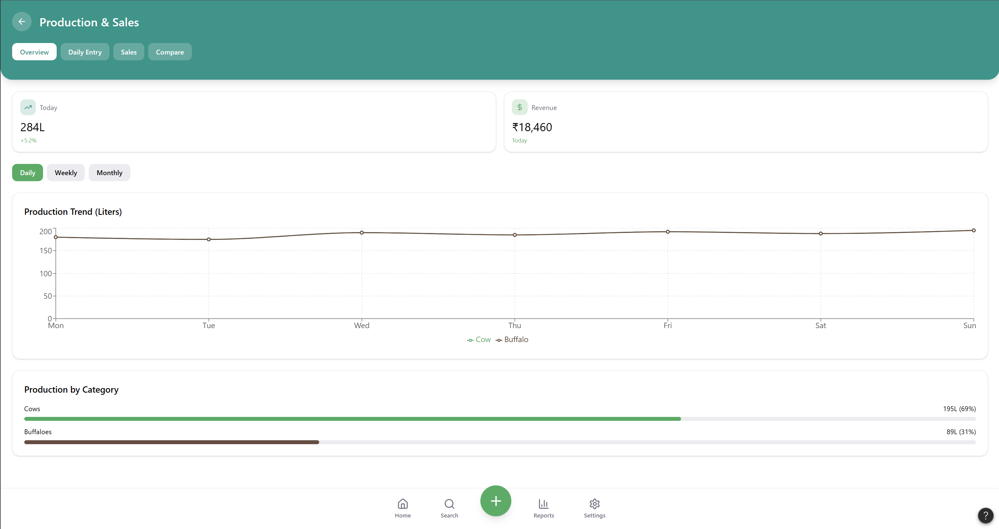 Production & Sales
Overview Daily Entry Sales Compare
Today
284L
+5.2%
Revenue
₹18,460
Today
Daily Weekly Monthly
Production Trend (Liters)
200
150
100
50
0
Mon Tue Wed Thu Fri Sat Sun
Cow Buffalo
Production by Category
Cows 195L (69%)
Buffaloes 89L (31%)
Home Search Reports Settings
?